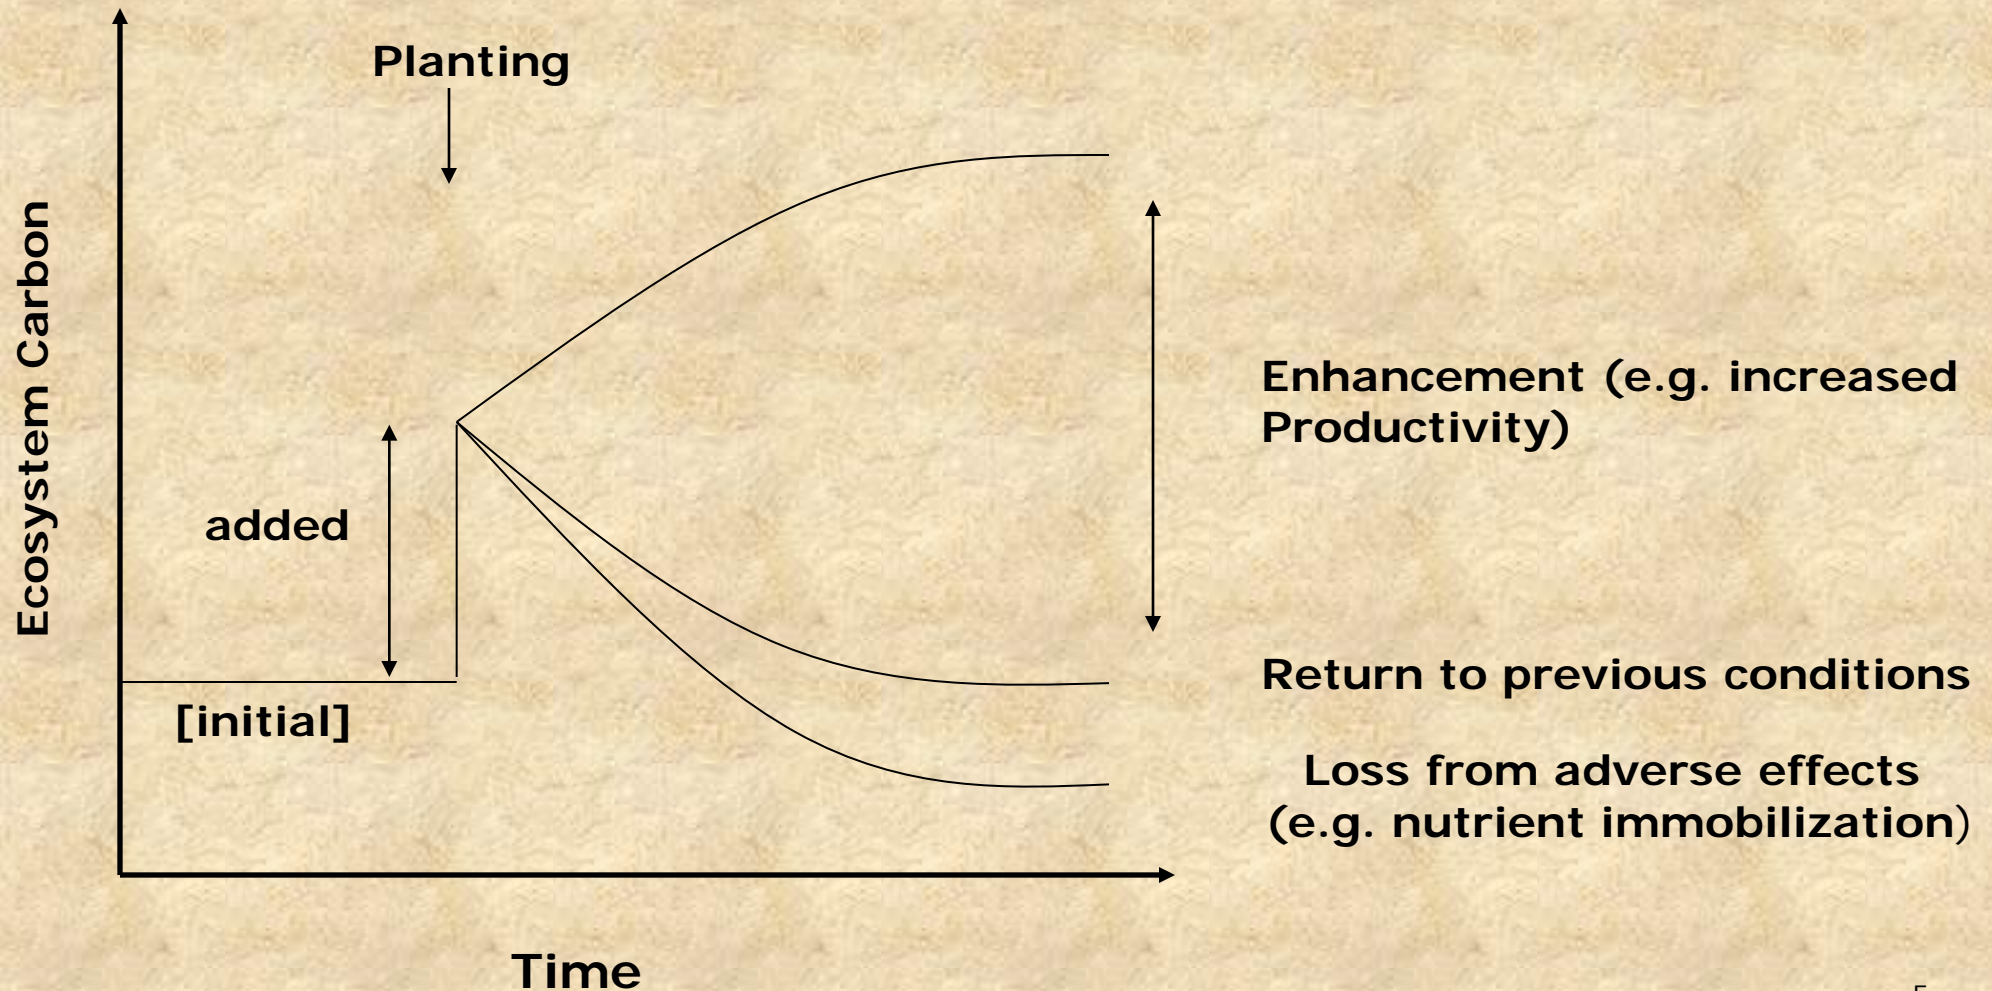 Planting
Ecosystem Carbon
added
[initial]
Enhancement (e.g. increased
Productivity)
Return to previous conditions
Loss from adverse effects
(e.g. nutrient immobilization)
Time